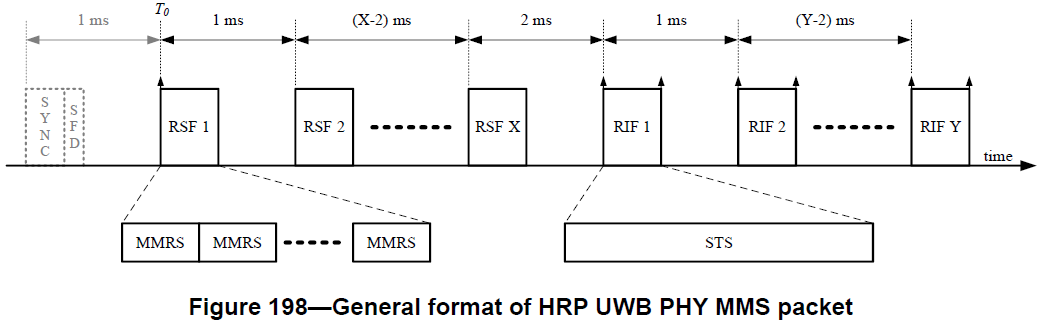 T0
1 ms 1 ms (X-2) ms 2 ms 1 ms (Y-2) ms
SYNC SFD RSF 1 RSF 2 RSF X RIF 1 RIF 2 RIF Y
time
MMRS MMRS MMRS STS
Figure 198—General format of HRP UWB PHY MMS packet